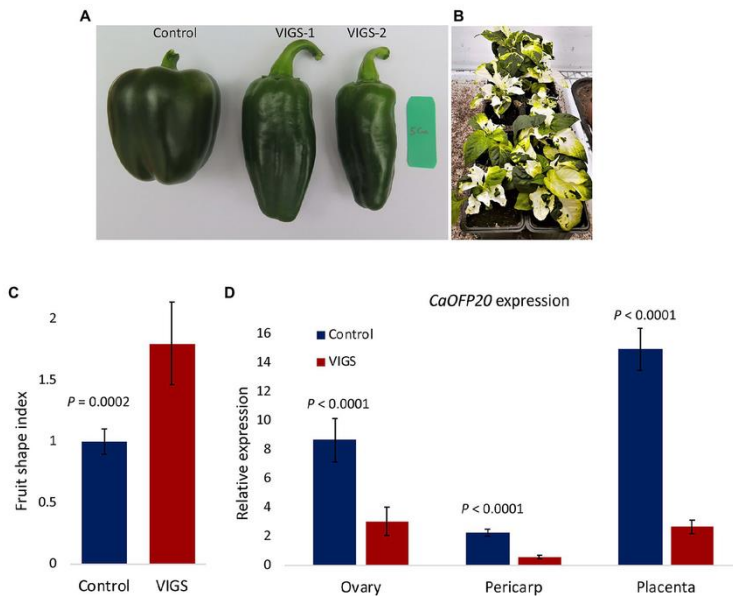 A
Control
VIGS-1
VIGS-2
B
C
2
1.5
1
0.5
0
Fruit shape index
P = 0.0002
Control
VIGS
D
CaOFP20 expression
16
14
12
10
8
6
4
2
0
Relative expression
Control
VIGS
P < 0.0001
P < 0.0001
P < 0.0001
Ovary
Pericarp
Placenta